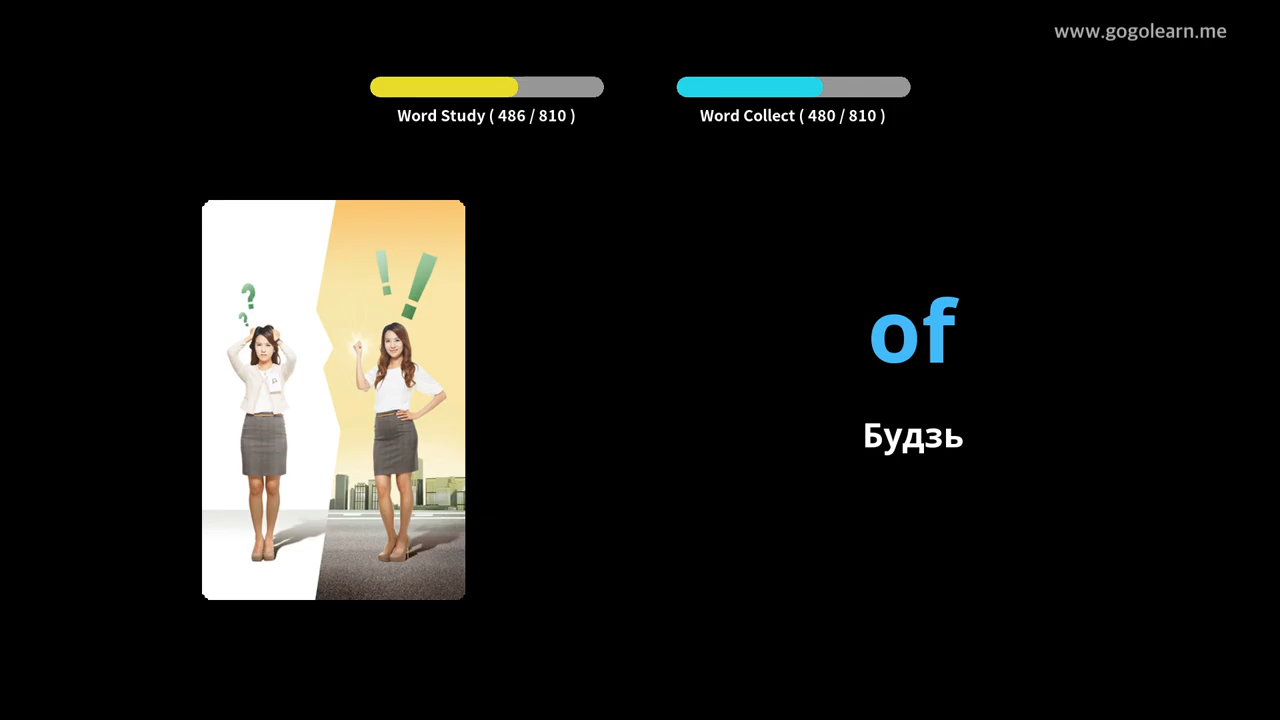 www.gogolearn.me
Word Study ( 486 / 810 )
Word Collect ( 480 / 810 )
? ?
! !
of
Будзь